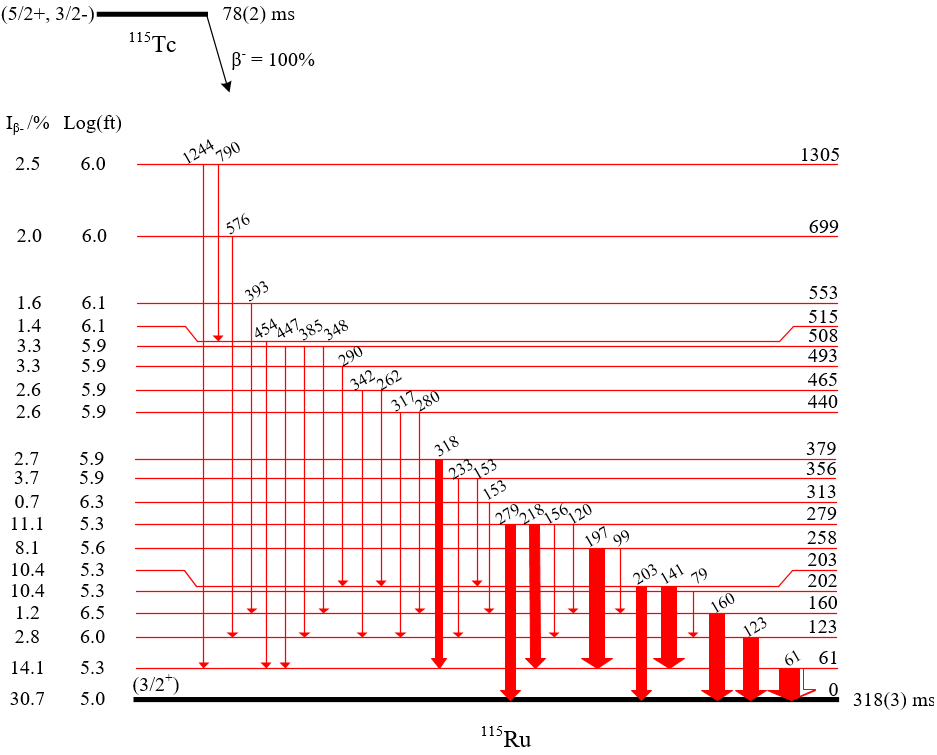 (5/2+, 3/2-) 78(2) ms
¹¹⁵Tc
β⁻ = 100%
Iβ- /% Log(ft)
1244 790
2.5 6.0 1305
576
2.0 6.0 699
393
1.6 6.1 553
1.4 6.1 515
454 447 385 348
3.3 5.9 508
290
3.3 5.9 493
342 262
2.6 5.9 465
317 280
2.6 5.9 440
318
2.7 5.9 379
233 153
3.7 5.9 356
153
0.7 6.3 313
279 218 156 120
11.1 5.3 279
197 99
8.1 5.6 258
10.4 5.3 203
203 141 79
10.4 5.3 202
160
1.2 6.5 160
123
2.8 6.0 123
61
14.1 5.3 61
(3/2⁺)
30.7 5.0 0 318(3) ms
¹¹⁵Ru